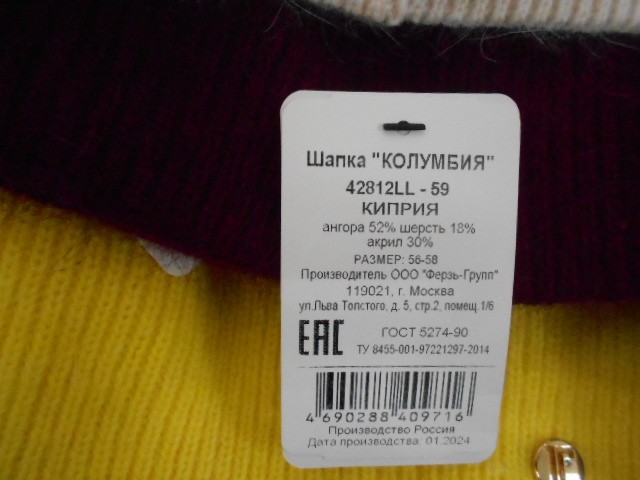 Шапка "КОЛУМБИЯ"
42812LL - 59
КИПРИЯ
ангора 52% шерсть 18%
акрил 30%
РАЗМЕР: 56-58
Производитель ООО "Ферзь-Групп"
119021, г. Москва
ул.Льва Толстого, д. 5, стр.2, помещ.1/6
EAC ГОСТ 5274-90
ТУ 8455-001-97221297-2014
4 690288 409716
Производство Россия
Дата производства: 01.2024